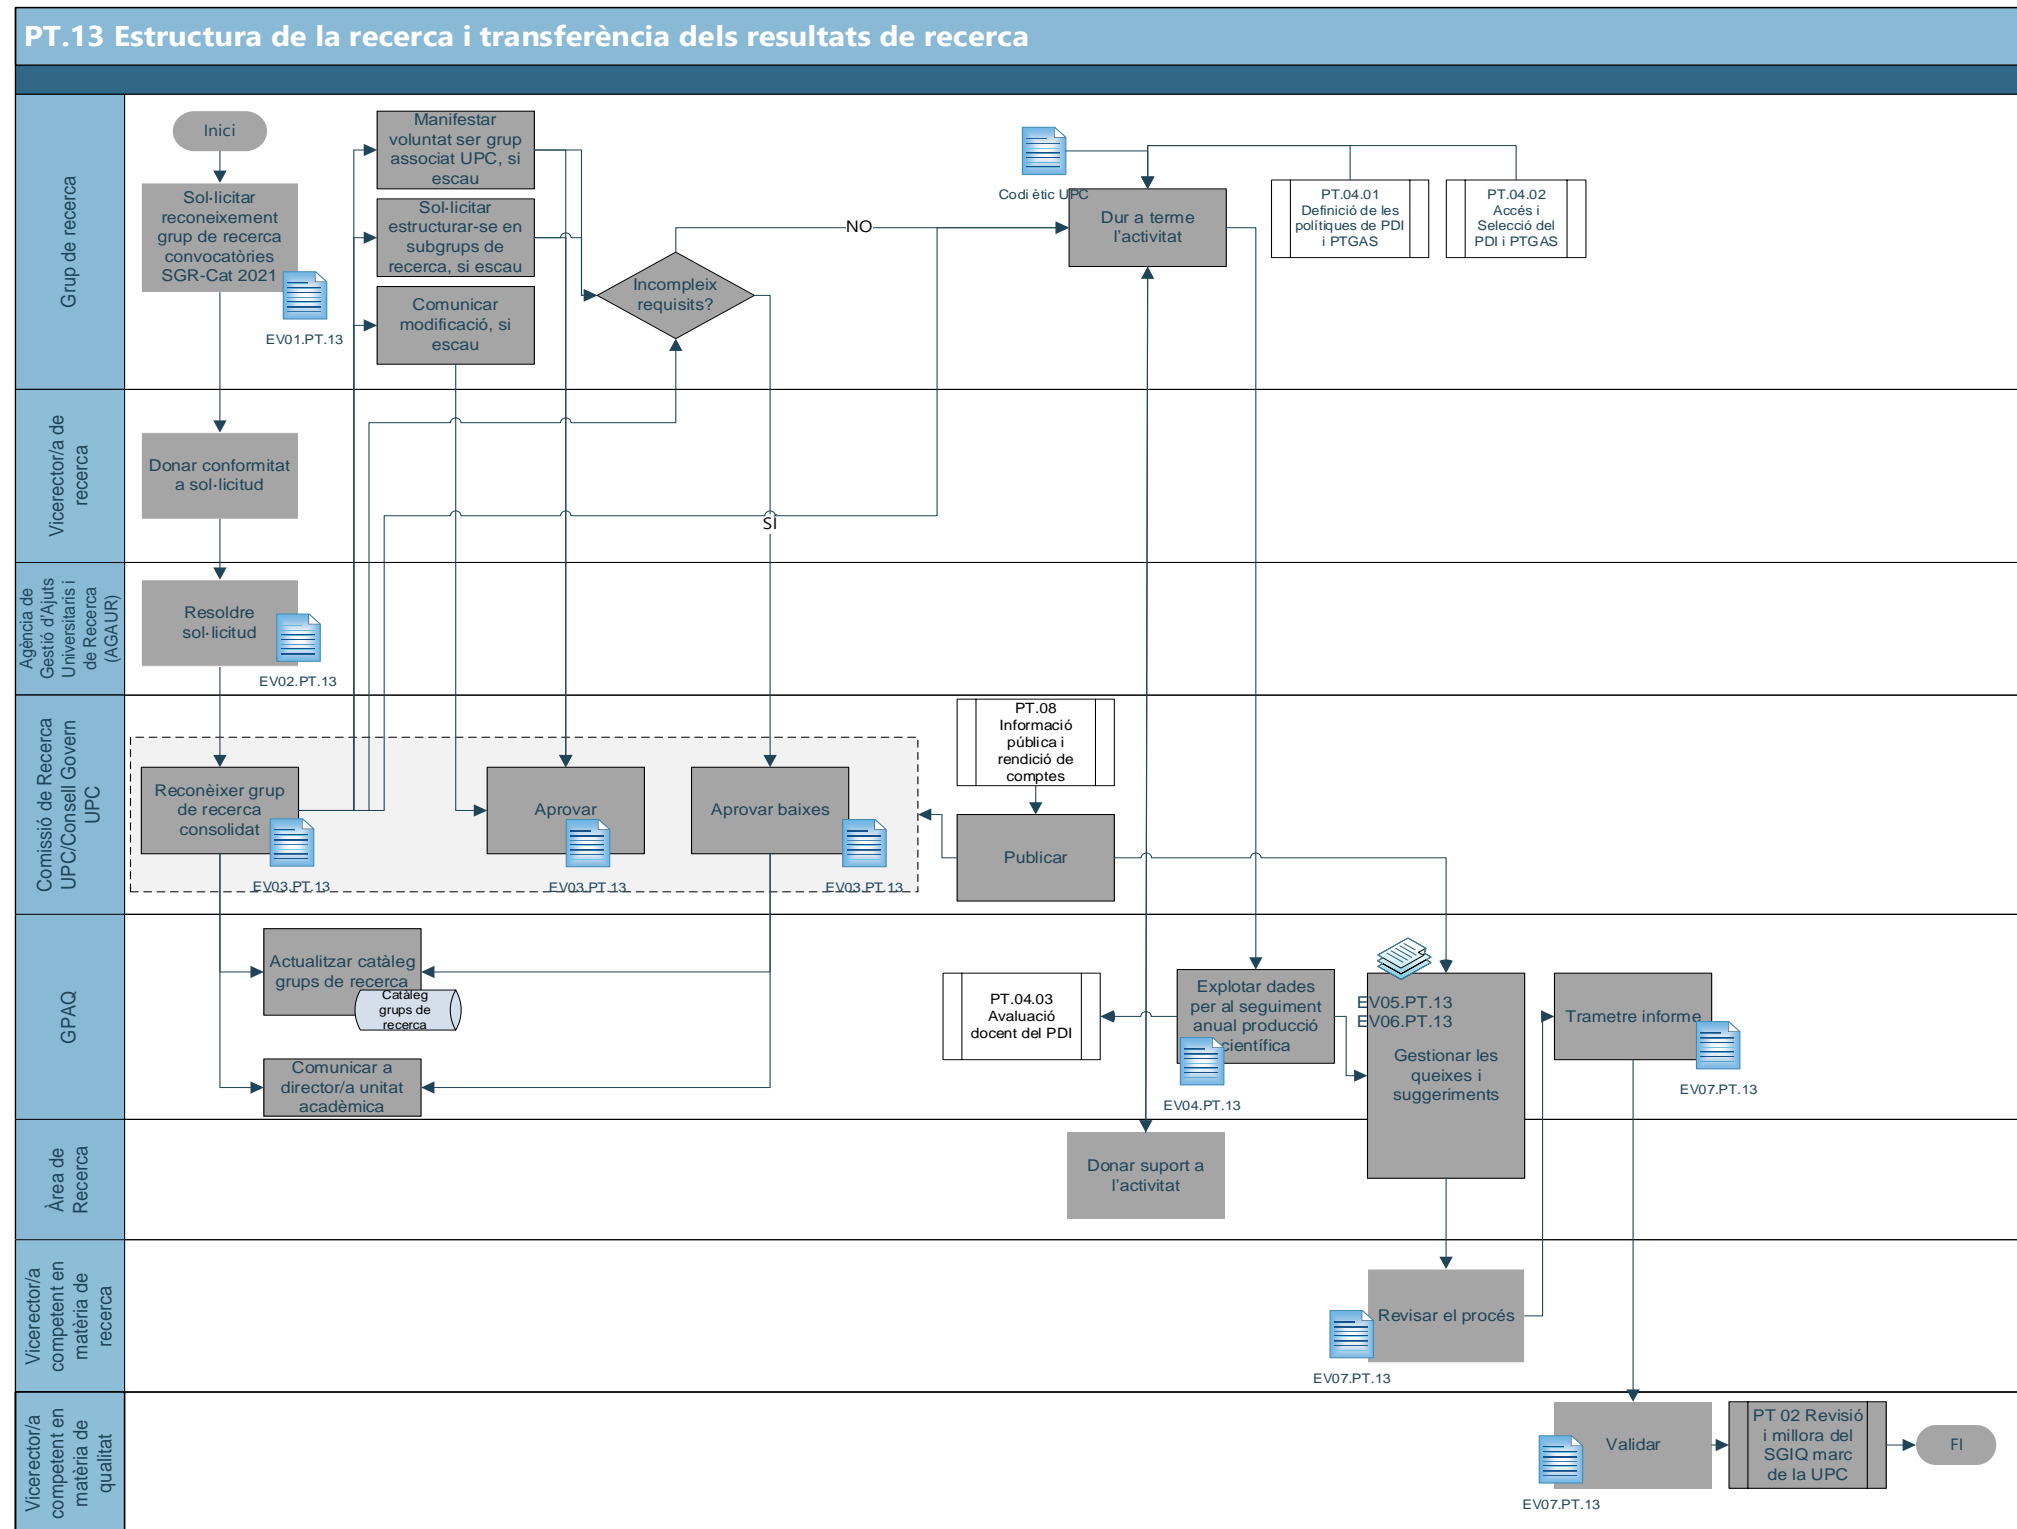 PT.13 Estructura de la recerca i transferència dels resultats de recerca
Grup de recerca
Inici
Sol·licitar
reconeixement
grup de recerca
convocatòries
SGR-Cat 2021
EV01.PT.13
Manifestar
voluntat ser grup
associat UPC, si
escau
Sol·licitar
estructurar-se en
subgrups de
recerca, si escau
Comunicar
modificació, si
escau
Incompleix
requisits?
NO
SI
Codi ètic UPC
Dur a terme
l'activitat
PT.04.01
Definició de les
polítiques de PDI
i PTGAS
PT.04.02
Accés i
Selecció del
PDI i PTGAS
Vicerector/a de
recerca
Donar conformitat
a sol·licitud
Agència de
Gestió d'Ajuts
Universitaris i
de Recerca
(AGAUR)
Resoldre
sol·licitud
EV02.PT.13
Comissió de Recerca
UPC/Consell Govern
UPC
Reconèixer grup
de recerca
consolidat
EV03.PT.13
Aprovar
EV03.PT.13
Aprovar baixes
EV03.PT.13
PT.08
Informació
pública i
rendició de
comptes
Publicar
GPAQ
Actualitzar catàleg
grups de recerca
Catàleg
grups de
recerca
Comunicar a
director/a unitat
acadèmica
PT.04.03
Avaluació
docent del PDI
Explotar dades
per al seguiment
anual producció
científica
EV04.PT.13
EV05.PT.13
EV06.PT.13
Gestionar les
queixes i
suggeriments
Trametre informe
EV07.PT.13
Àrea de
Recerca
Donar suport a
l'activitat
Vicerector/a
competent en
matèria de
recerca
Revisar el procés
EV07.PT.13
Vicerector/a
competent en
matèria de
qualitat
Validar
EV07.PT.13
PT 02 Revisió
i millora del
SGIQ marc
de la UPC
FI